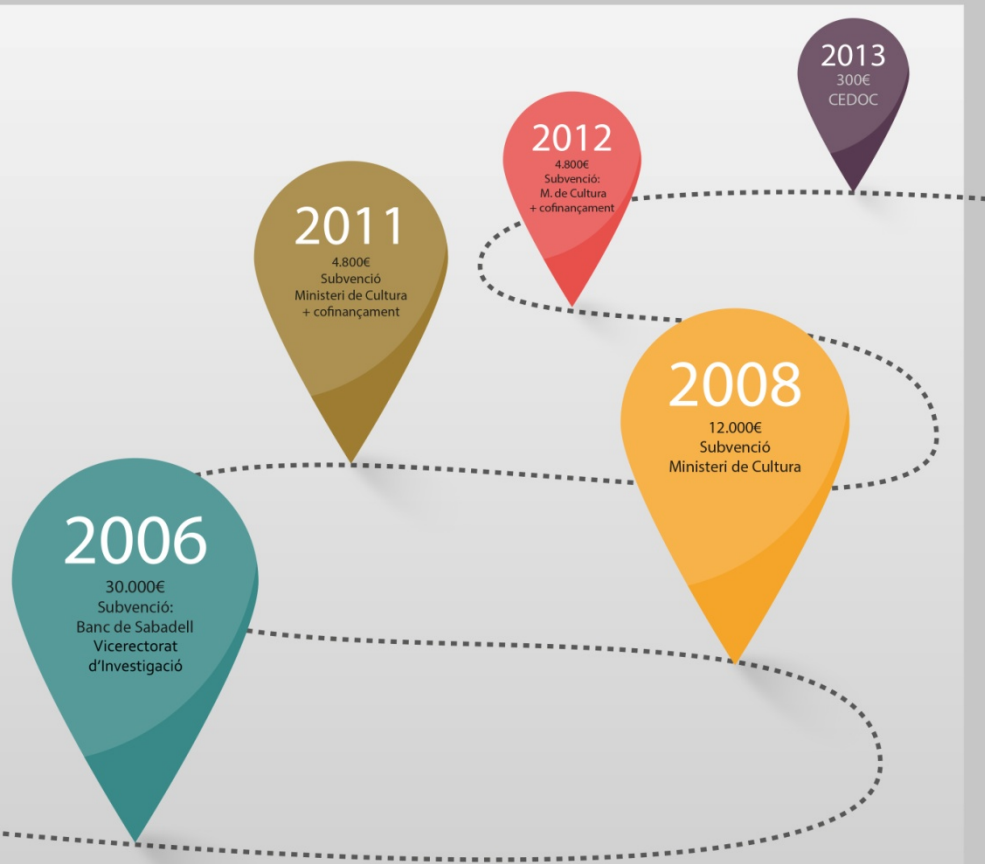 2013
300€
CEDOC
2012
4.800€
Subvenció:
M. de Cultura
+ cofinançament
2011
4.800€
Subvenció
Ministeri de Cultura
+ cofinançament
2008
12.000€
Subvenció
Ministeri de Cultura
2006
30.000€
Subvenció:
Banc de Sabadell
Vicerectorat
d'Investigació